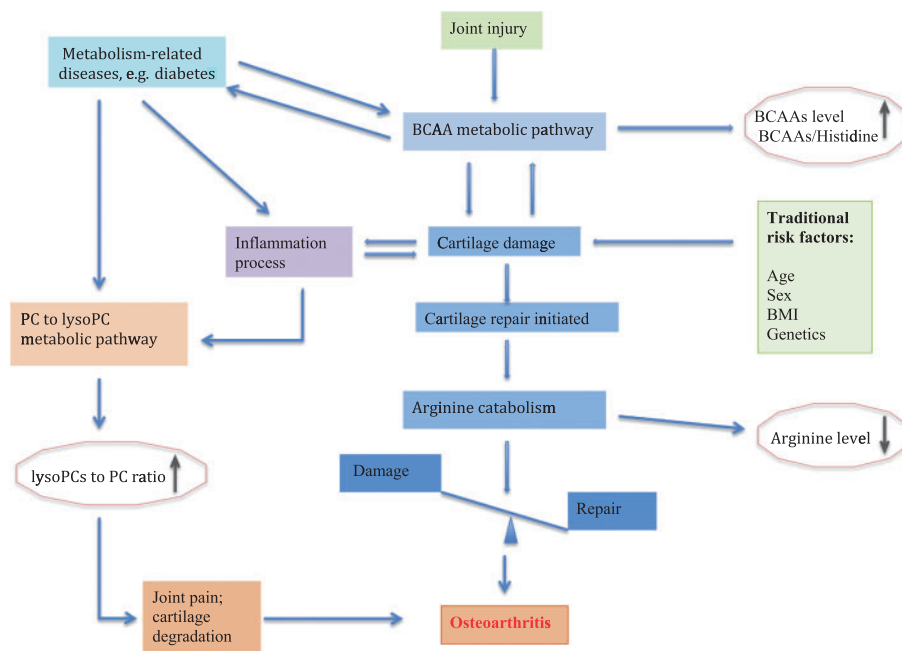 Joint injury
Metabolism-related
diseases, e.g. diabetes
BCAA metabolic pathway
BCAAs level
BCAAs/Histidine
Traditional
risk factors:
Age
Sex
BMI
Genetics
Inflammation
process
Cartilage damage
PC to lysoPC
metabolic pathway
Cartilage repair initiated
Arginine catabolism
Arginine level
lysoPCs to PC ratio
Damage
Repair
Joint pain;
cartilage
degradation
Osteoarthritis